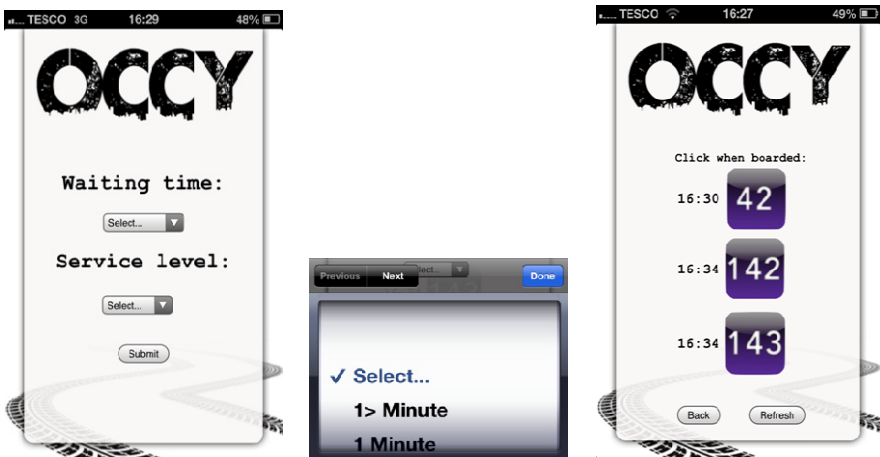 TESCO 3G 16:29 48%
OCCY
Waiting time:
Select...
Service level:
Select...
Submit
Previous Next Done
Select...
1> Minute
1 Minute
TESCO 16:27 49%
OCCY
Click when boarded:
16:30 42
16:34 142
16:34 143
Back Refresh